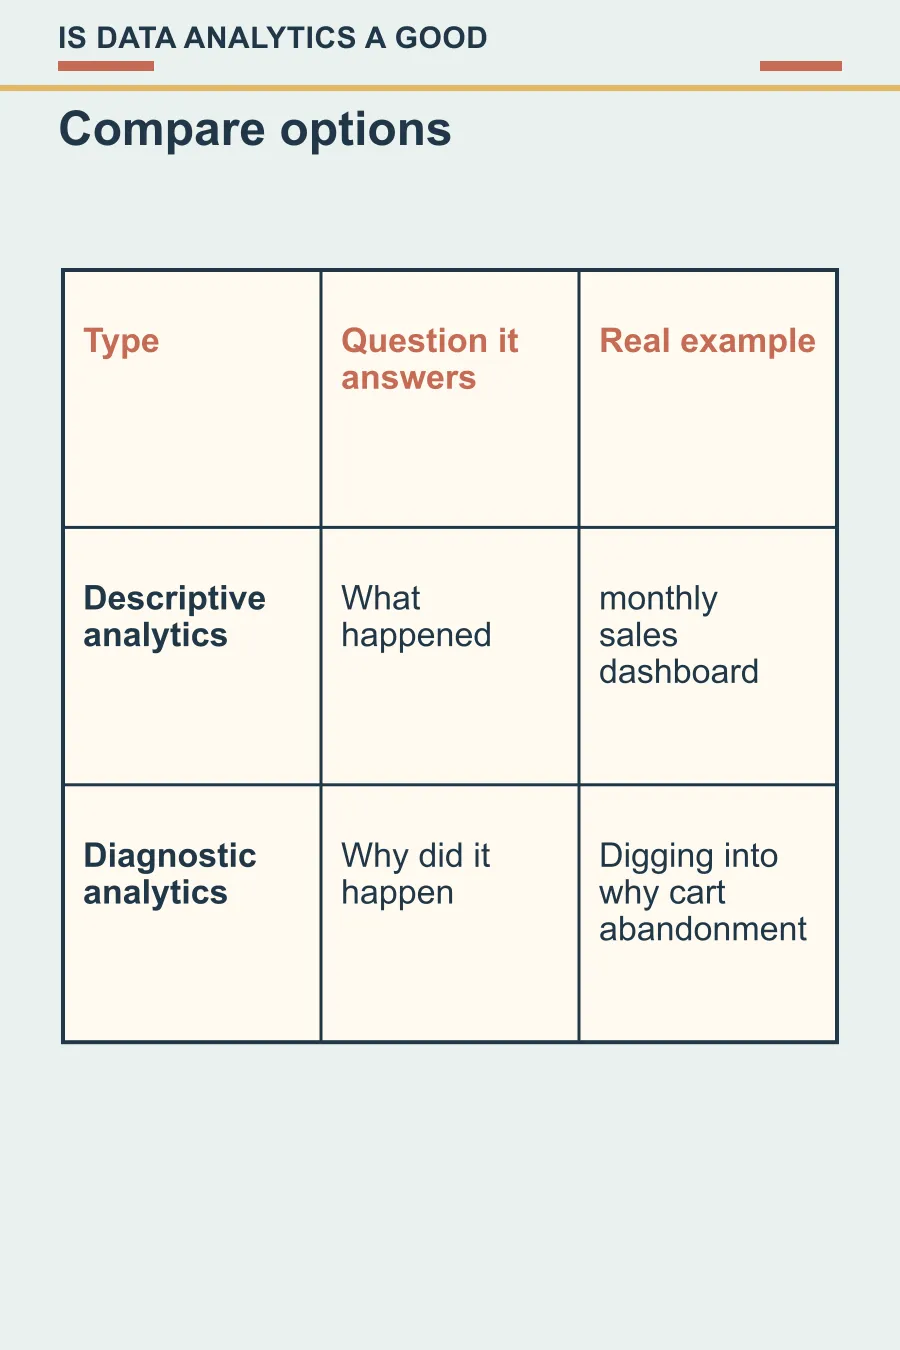 IS DATA ANALYTICS A GOOD
Compare options
Type
Question it
answers
Real example
Descriptive
analytics
What
happened
monthly
sales
dashboard
Diagnostic
analytics
Why did it
happen
Digging into
why cart
abandonment